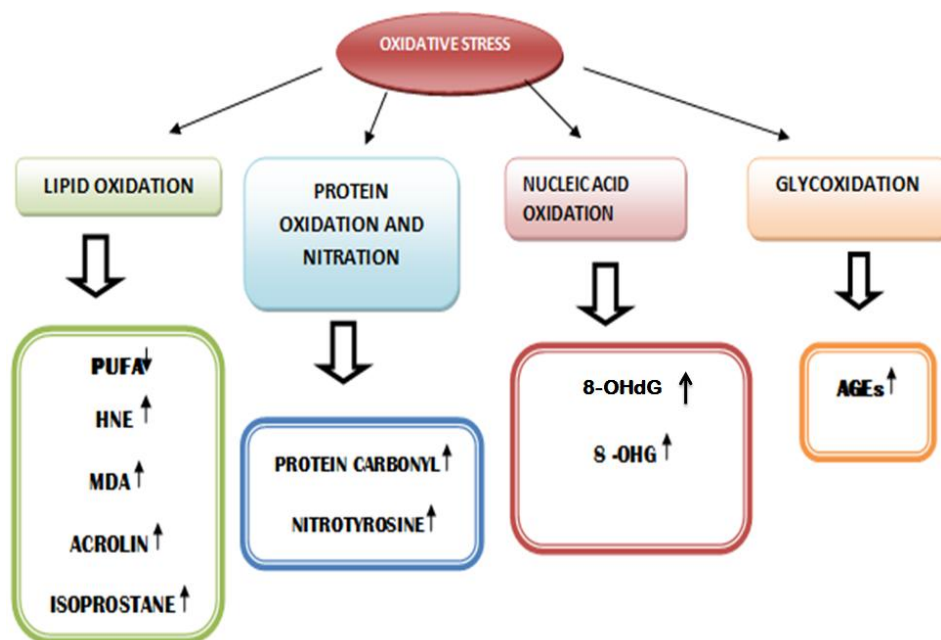 OXIDATIVE STRESS
LIPID OXIDATION
PROTEIN
OXIDATION AND
NITRATION
NUCLEIC ACID
OXIDATION
GLYCOXIDATION
PUFA↓
HNE ↑
MDA ↑
ACROLIN ↑
ISOPROSTANE ↑
PROTEIN CARBONYL ↑
NITROTYROSINE ↑
8-OHdG ↑
8 -OHG ↑
AGEs ↑